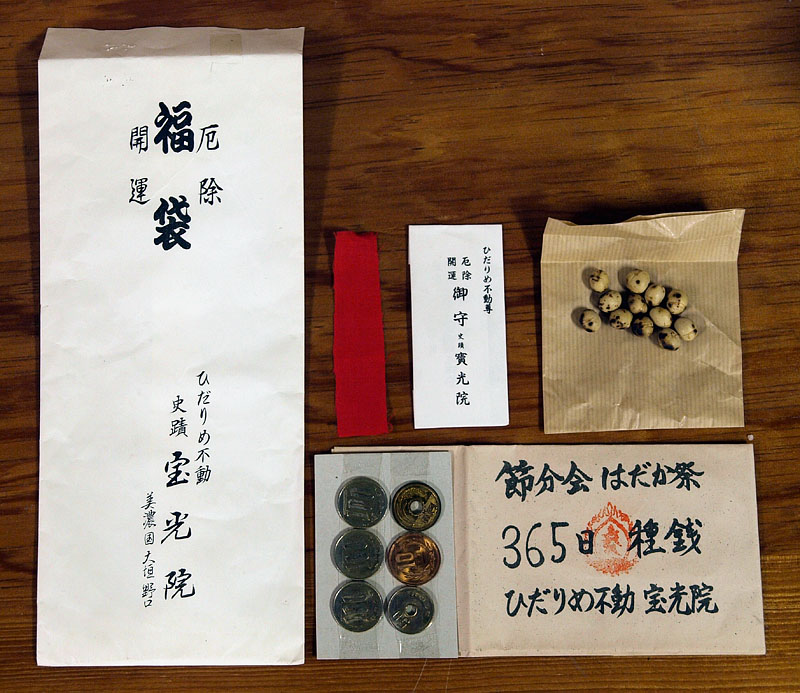 厄除
福袋
開運
ひだりめ不動
史蹟 宝光院
美濃国大垣野口
ひだりめ不動尊
厄除
開運
御守 史蹟 寶光院
節分会 はだか祭
365日 種銭
ひだりめ不動 宝光院